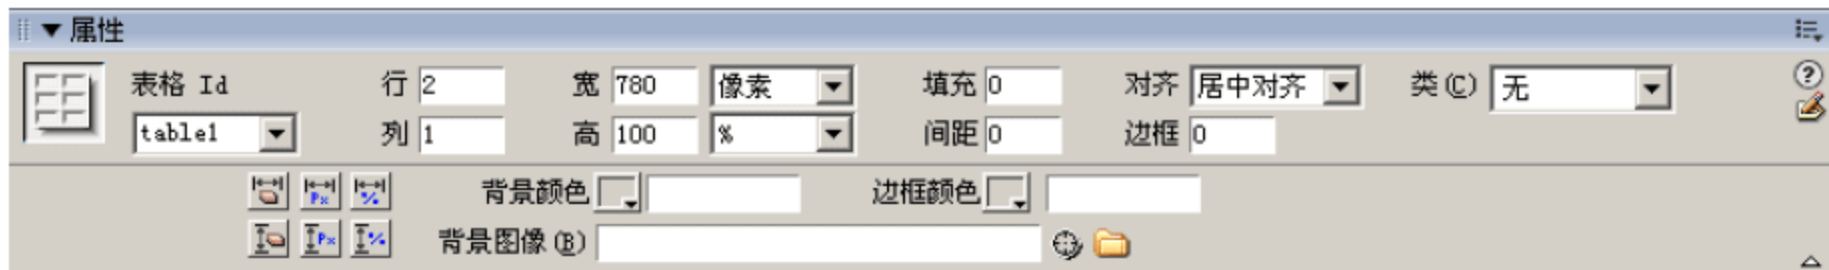 属性
表格 Id 行 2 宽 780 像素 填充 0 对齐 居中对齐 类(C) 无
table1 列 1 高 100 % 间距 0 边框 0
背景颜色 边框颜色
背景图像(B)